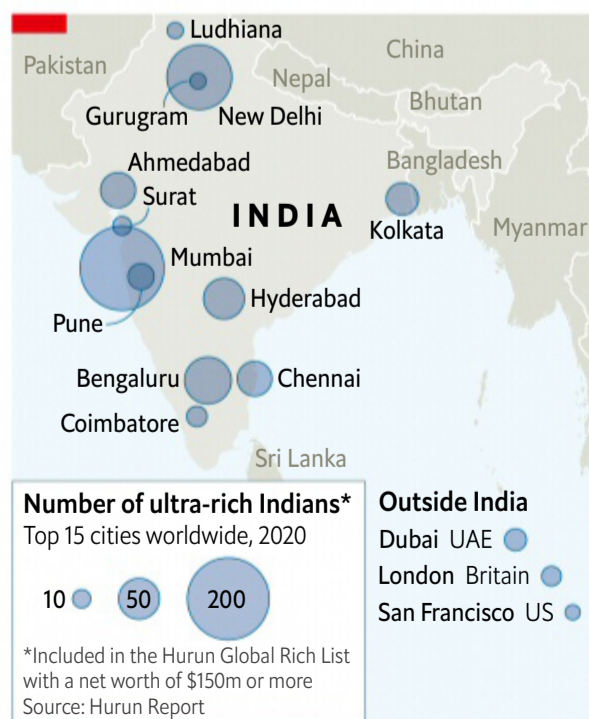 Ludhiana
China
Pakistan
Nepal
Gurugram New Delhi
Bhutan
Ahmedabad
Bangladesh
Surat
INDIA
Kolkata
Myanmar
Mumbai
Hyderabad
Pune
Bengaluru
Chennai
Coimbatore
Sri Lanka
Number of ultra-rich Indians*
Top 15 cities worldwide, 2020
10
50
200
*Included in the Hurun Global Rich List
with a net worth of $150m or more
Source: Hurun Report
Outside India
Dubai UAE
London Britain
San Francisco US